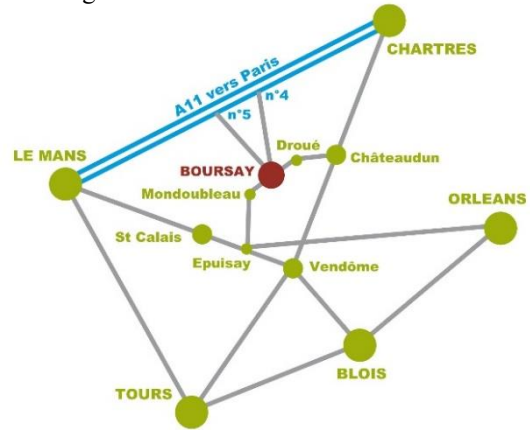 CHARTRES
A11 vers Paris
n°4
n°5
Droué
Châteaudun
LE MANS
BOURSAY
Mondoubleau
ORLEANS
St Calais
Epuisay
Vendôme
BLOIS
TOURS